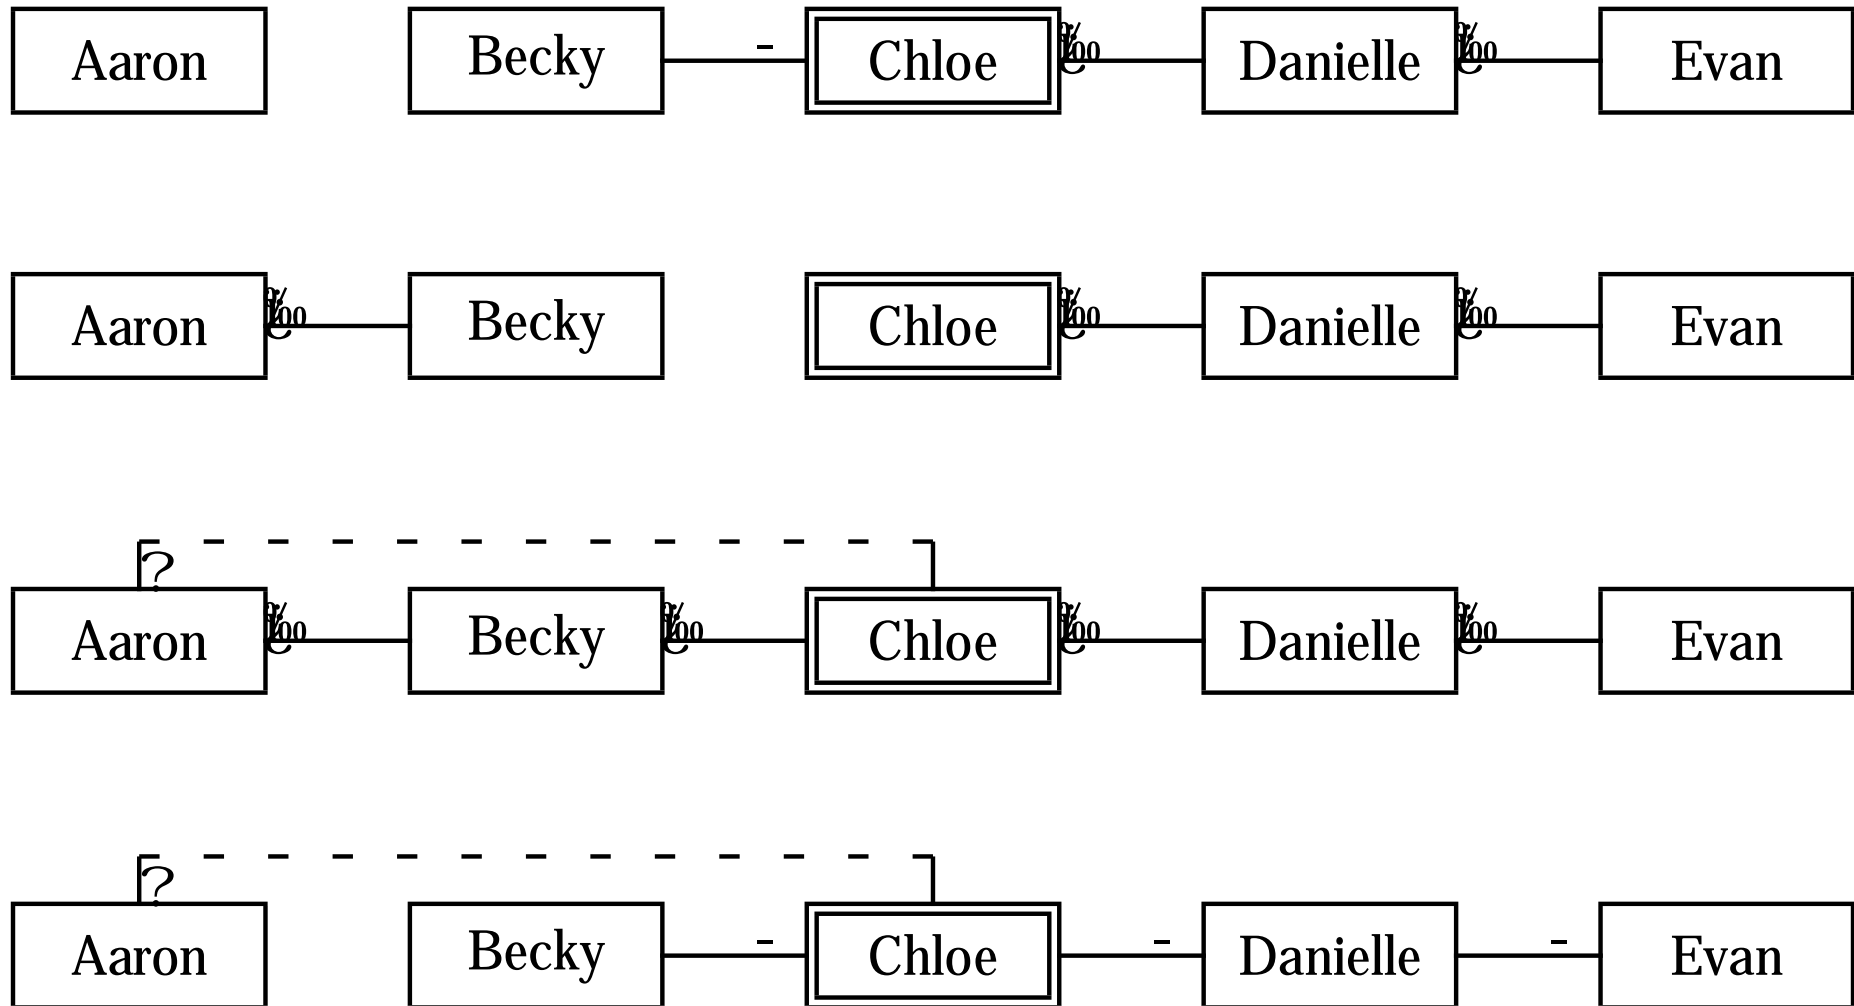 Aaron Becky - Chloe Danielle Evan
Aaron Becky Chloe Danielle Evan
?
Aaron Becky Chloe Danielle Evan
?
Aaron Becky - Chloe - Danielle - Evan